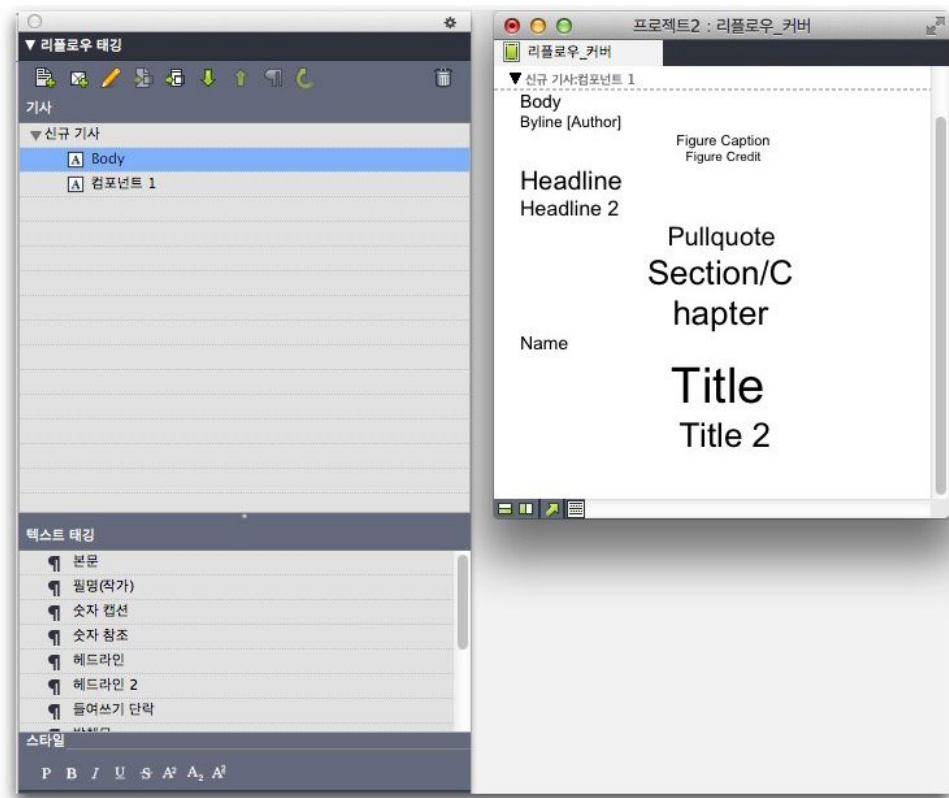 ▼ 리플로우 태깅
기사
▼신규 기사
A Body
A 컴포넌트 1
텍스트 태깅
¶ 본문
¶ 필명(작가)
¶ 숫자 캡션
¶ 숫자 참조
¶ 헤드라인
¶ 헤드라인 2
¶ 들여쓰기 단락
스타일
P B I U S A² A₂ A²
프로젝트2 : 리플로우_커버
리플로우_커버
▼ 신규 기사:컴포넌트 1
Body
Byline [Author]
Figure Caption
Figure Credit
Headline
Headline 2
Pullquote
Section/C
hapter
Name
Title
Title 2